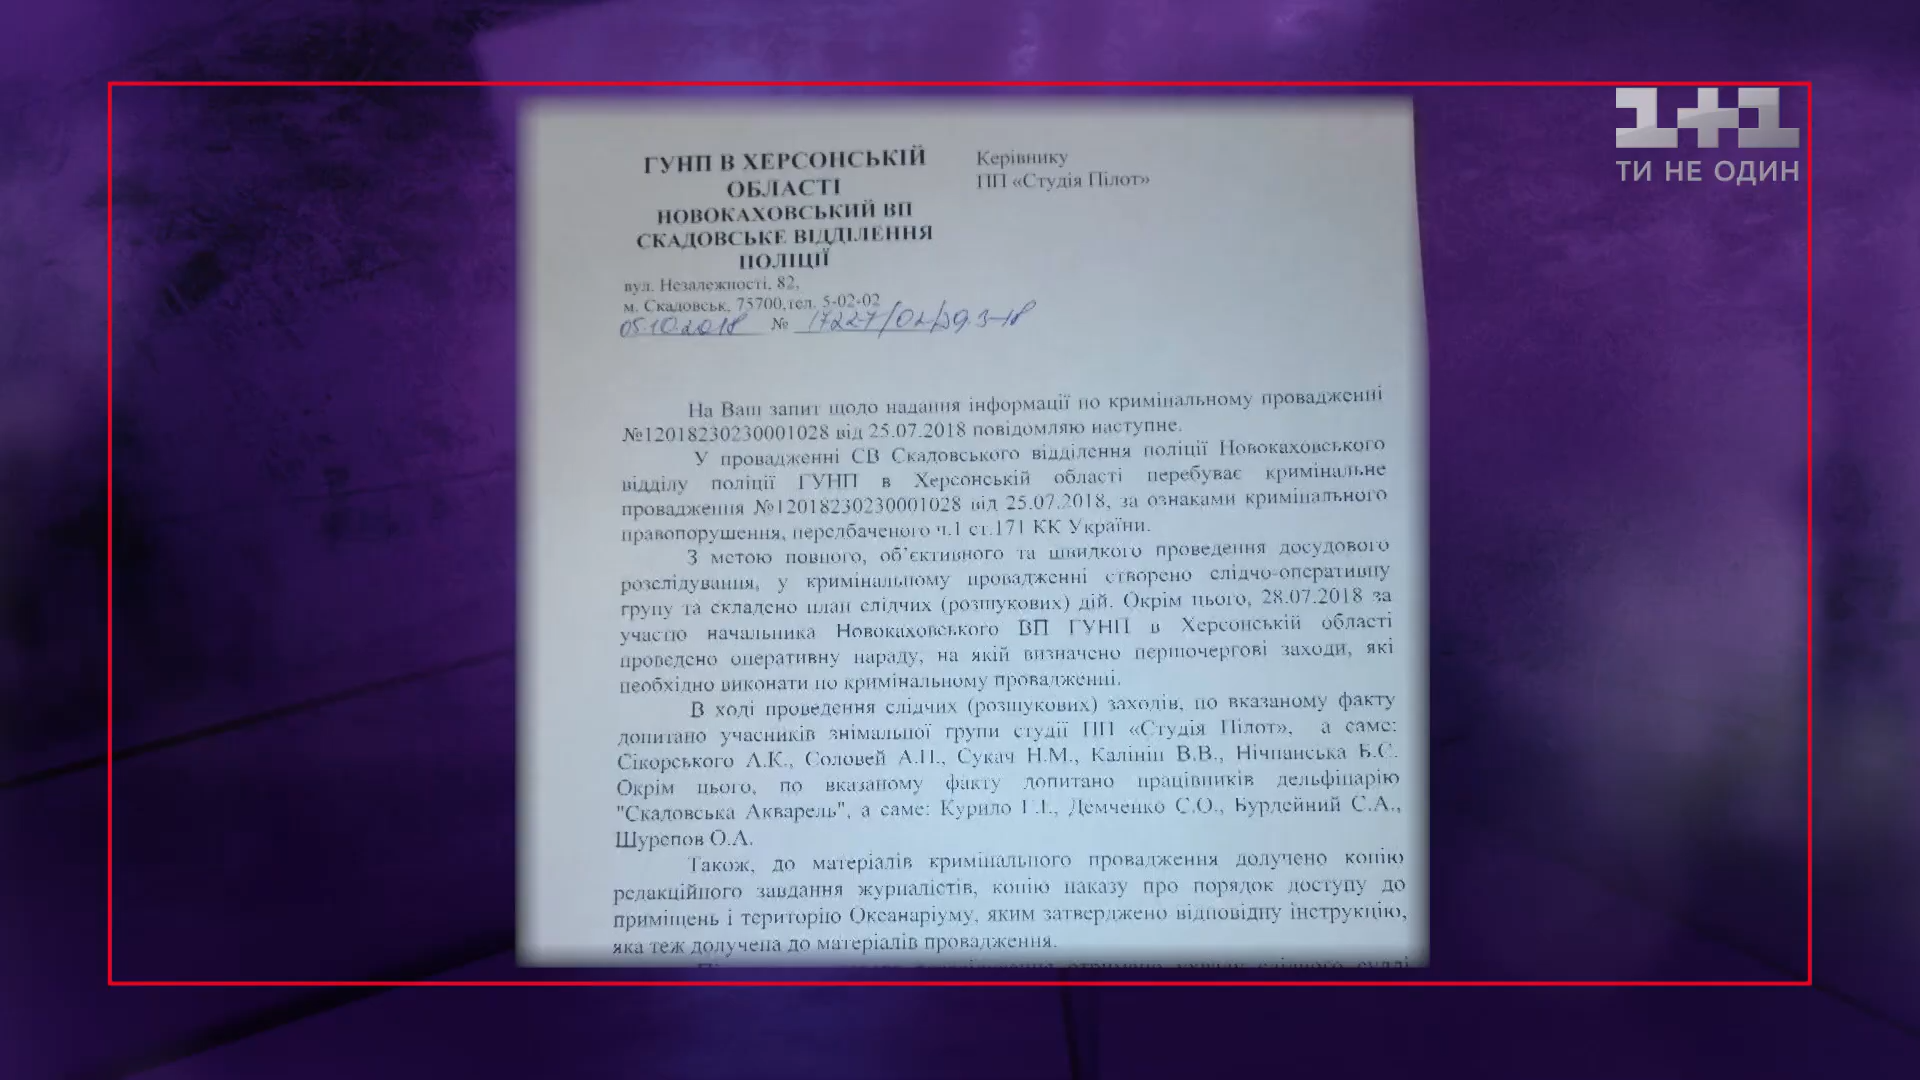 1+1
ТИ НЕ ОДИН
ГУНП В ХЕРСОНСЬКІЙ
ОБЛАСТІ
НОВОКАХОВСЬКИЙ ВП
СКАДОВСЬКЕ ВІДДІЛЕННЯ
ПОЛІЦІЇ
вул. Незалежності, 82,
м. Скадовськ, 75700,тел. 5-02-02
05.10.2018 №
Керівнику
ПП «Студія Пілот»
На Ваш запит щодо надання інформації по кримінальному провадженні
№12018230230001028 від 25.07.2018 повідомляю наступне.
У провадженні СВ Скадовського відділення поліції Новокаховського
відділу поліції ГУНП в Херсонській області перебуває кримінальне
провадження №12018230230001028 від 25.07.2018, за ознаками кримінального
правопорушення, передбаченого ч.1 ст.171 КК України.
З метою повного, об’єктивного та швидкого проведення досудового
розслідування, у кримінальному провадженні створено слідчо-оперативну
групу та складено план слідчих (розшукових) дій. Окрім цього, 28.07.2018 за
участю начальника Новокаховського ВП ГУНП в Херсонській області
проведено оперативну нараду, на якій визначено першочергові заходи, які
необхідно виконати по кримінальному провадженні.
В ході проведення слідчих (розшукових) заходів, по вказаному факту
допитано учасників знімальної групи студії ПП «Студія Пілот», а саме:
Сікорського Л.К., Соловей А.П., Сукач Н.М., Калінін В.В., Нічпанська Б.С.
Окрім цього, по вказаному факту допитано працівників дельфінарію
"Скадовська Акварель", а саме: Курило Г.І., Демченко С.О., Бурдейний С.А.,
Шурепов О.А.
Також, до матеріалів кримінального провадження долучено копію
редакційного завдання журналістів, копію наказу про порядок доступу до
приміщень і територію Океанаріуму, яким затверджено відповідну інструкцію,
яка теж долучена до матеріалів провадження.